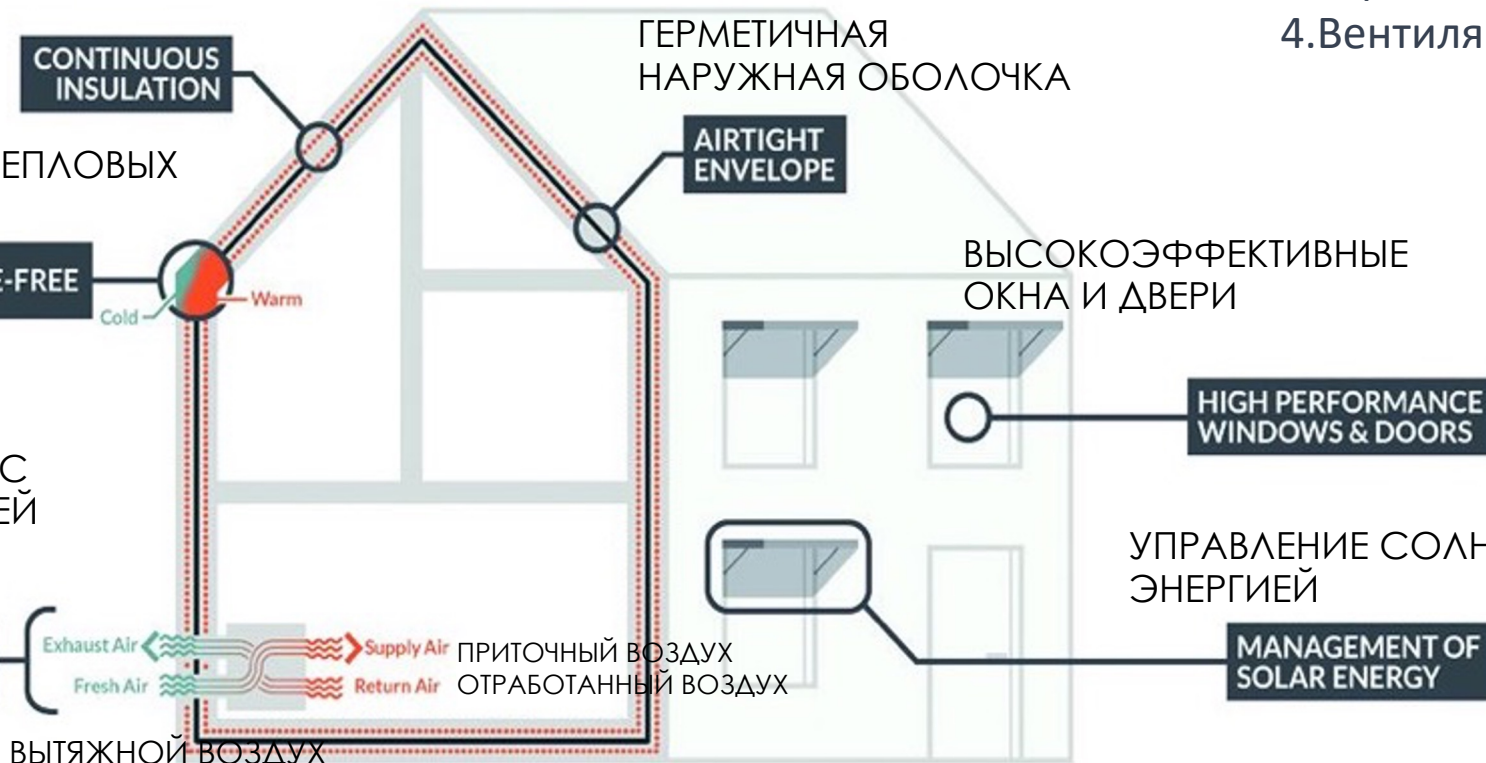 4.Вентиля
ГЕРМЕТИЧНАЯ
НАРУЖНАЯ ОБОЛОЧКА
CONTINUOUS
INSULATION
AIRTIGHT
ENVELOPE
ЕПЛОВЫХ
E-FREE
Cold
Warm
ВЫСОКОЭФФЕКТИВНЫЕ
ОКНА И ДВЕРИ
HIGH PERFORMANCE
WINDOWS & DOORS
С
ЕЙ
УПРАВЛЕНИЕ СОЛН
ЭНЕРГИЕЙ
MANAGEMENT OF
SOLAR ENERGY
Exhaust Air
Supply Air
ПРИТОЧНЫЙ ВОЗДУХ
Fresh Air
Return Air
ОТРАБОТАННЫЙ ВОЗДУХ
ВЫТЯЖНОЙ ВОЗДУХ